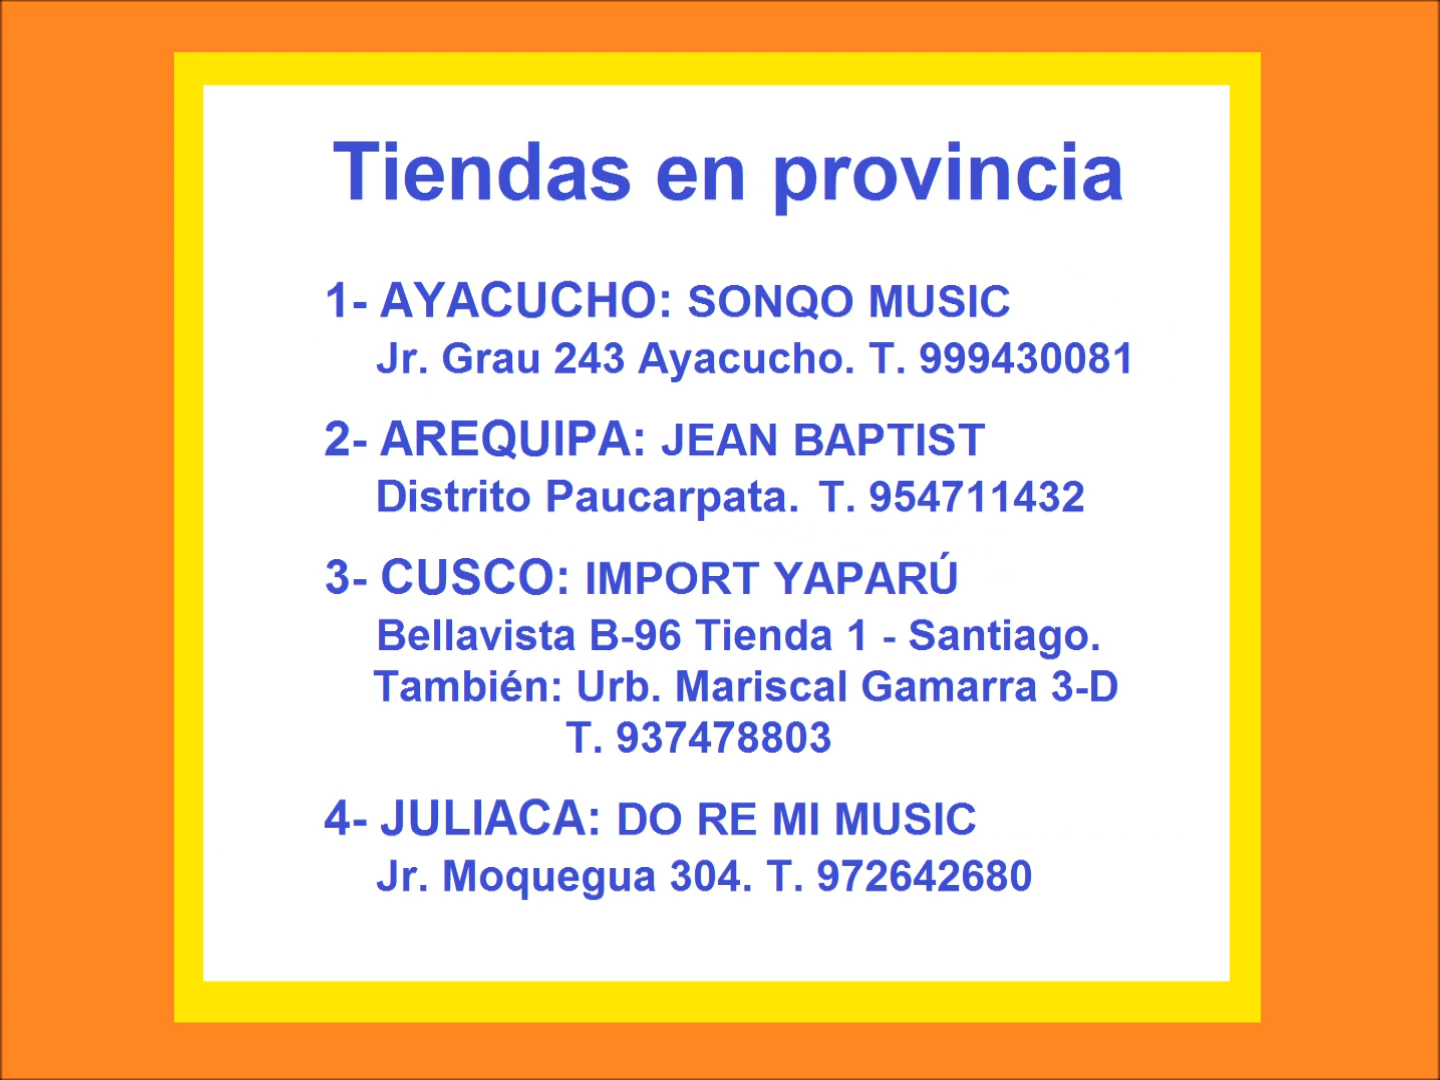 Tiendas en provincia
1- AYACUCHO: SONQO MUSIC
Jr. Grau 243 Ayacucho. T. 999430081
2- AREQUIPA: JEAN BAPTIST
Distrito Paucarpata. T. 954711432
3- CUSCO: IMPORT YAPARÚ
Bellavista B-96 Tienda 1 - Santiago.
También: Urb. Mariscal Gamarra 3-D
T. 937478803
4- JULIACA: DO RE MI MUSIC
Jr. Moquegua 304. T. 972642680